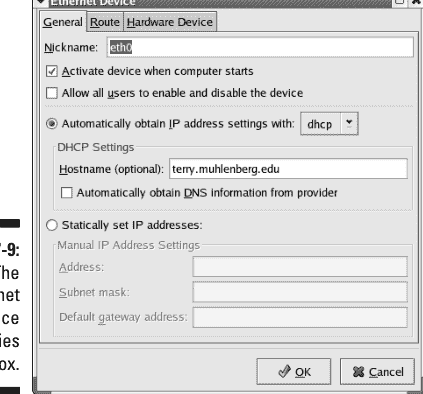 Ethernet Device
General Route Hardware Device
Nickname: eth0
Activate device when computer starts
Allow all users to enable and disable the device
Automatically obtain IP address settings with: dhcp
DHCP Settings
Hostname (optional): terry.muhlenberg.edu
Automatically obtain DNS information from provider
Statically set IP addresses:
Manual IP Address Settings
Address:
Subnet mask:
Default gateway address:
OK Cancel
-9:
he
net
ce
ies
ox.